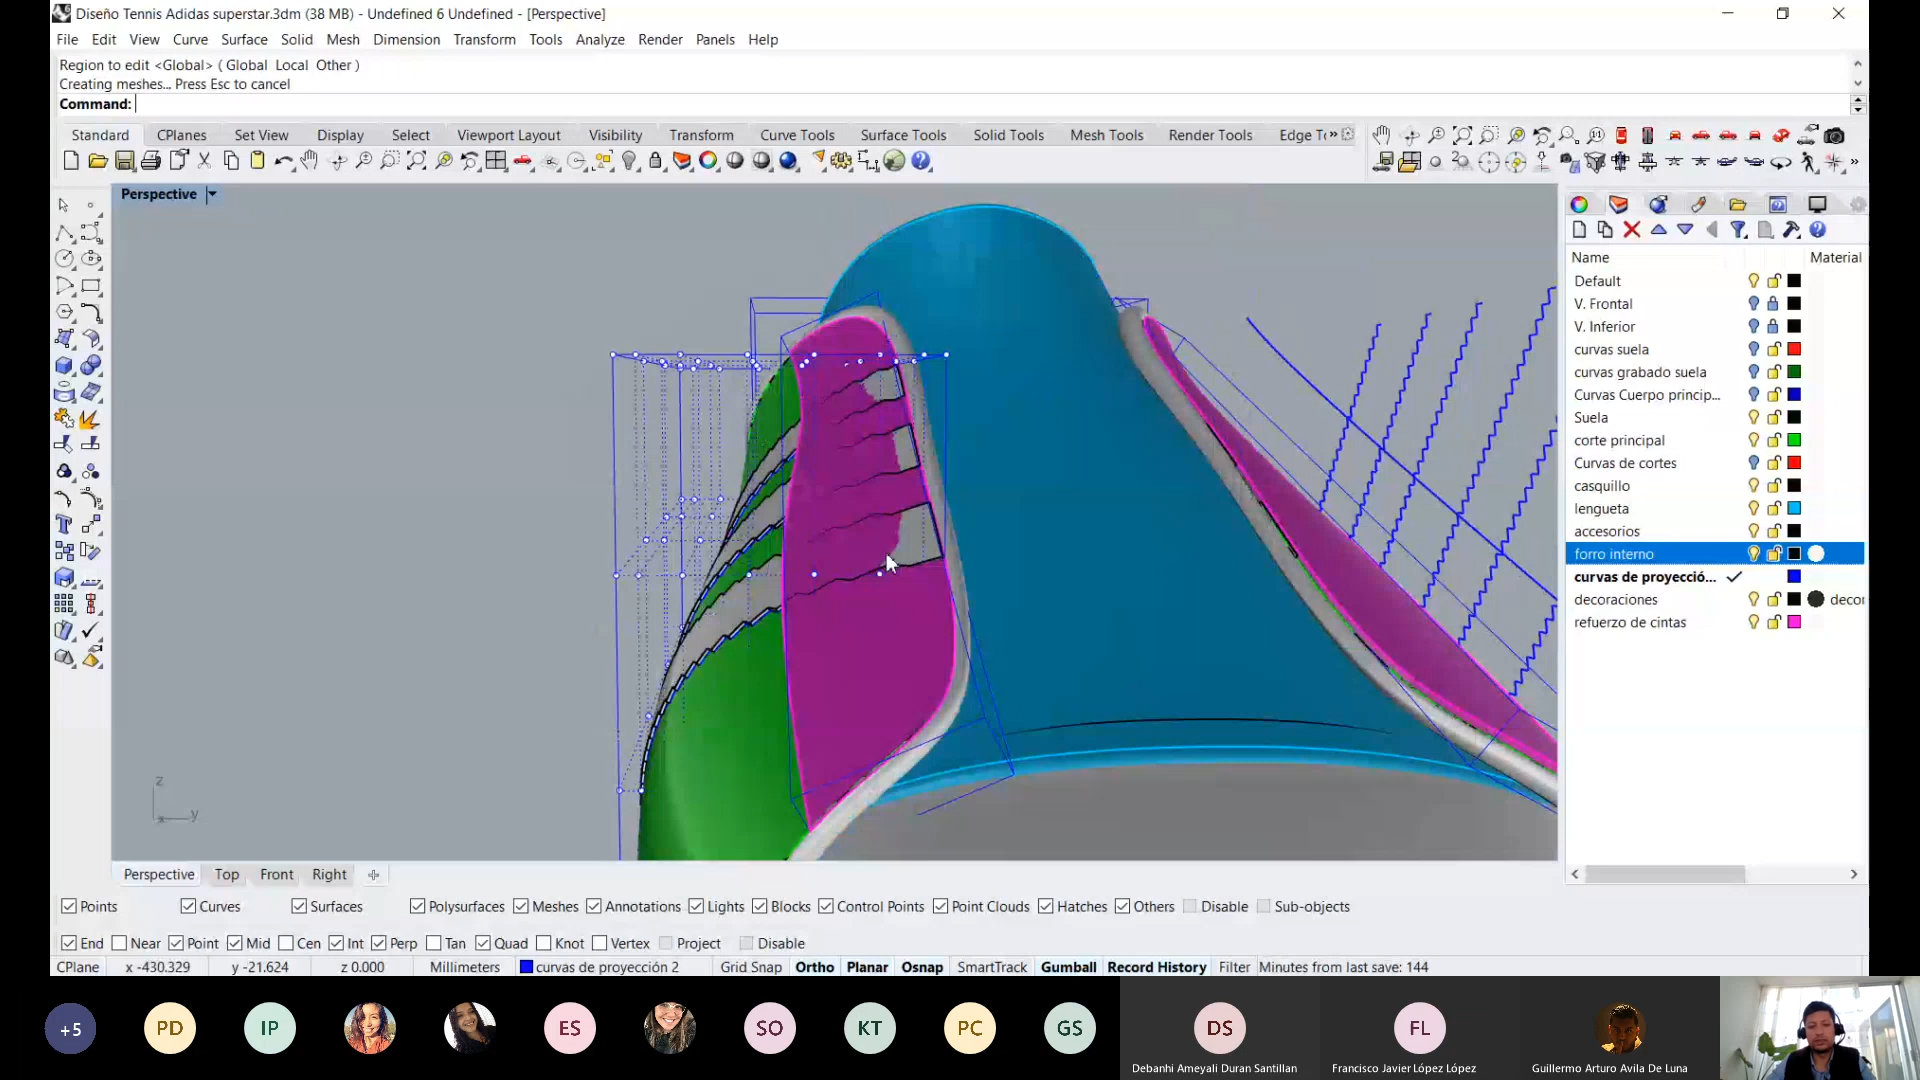 Diseño Tennis Adidas superstar.3dm (38 MB) - Undefined 6 Undefined - [Perspective]
File Edit View Curve Surface Solid Mesh Dimension Transform Tools Analyze Render Panels Help
Region to edit <Global> ( Global Local Other )
Creating meshes... Press Esc to cancel
Command:
Standard CPlanes Set View Display Select Viewport Layout Visibility Transform Curve Tools Surface Tools Solid Tools Mesh Tools Render Tools Edge To
Perspective
Name Material
Default
V. Frontal
V. Inferior
curvas suela
curvas grabado suela
Curvas Cuerpo princip...
Suela
corte principal
Curvas de cortes
casquillo
lengueta
accesorios
forro interno
curvas de proyecció...
decoraciones decor
refuerzo de cintas
z
y
Perspective Top Front Right
Points Curves Surfaces Polysurfaces Meshes Annotations Lights Blocks Control Points Point Clouds Hatches Others Disable Sub-objects
End Near Point Mid Cen Int Perp Tan Quad Knot Vertex Project Disable
CPlane x -430.329 y -21.624 z 0.000 Millimeters curvas de proyección 2 Grid Snap Ortho Planar Osnap SmartTrack Gumball Record History Filter Minutes from last save: 144
+5 PD IP ES SO KT PC GS DS FL
Debanhi Ameyali Duran Santillan Francisco Javier López López Guillermo Arturo Avila De Luna